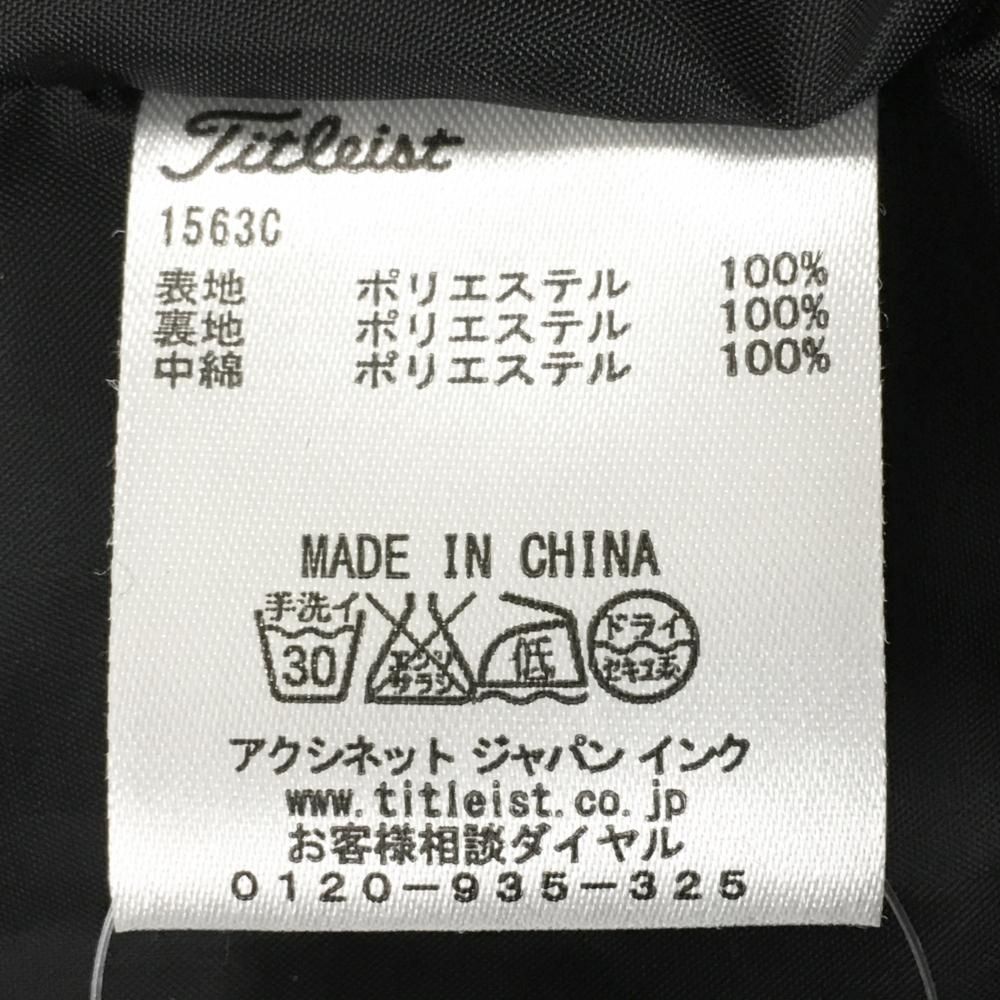 Titleist
1563C
表地 ポリエステル 100%
裏地 ポリエステル 100%
中綿 ポリエステル 100%
MADE IN CHINA
手洗イ 30 エンソサラシ 低 ドライ セキユ系
アクシネット ジャパン インク
www.titleist.co.jp
お客様相談ダイヤル
0120-935-325